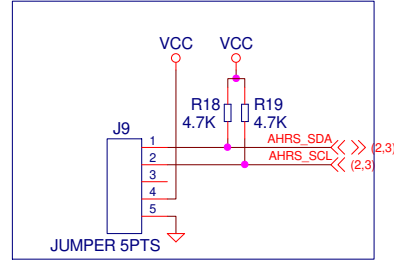 VCC VCC
R18 R19
4.7K 4.7K
J9
1 AHRS_SDA (2,3)
2 AHRS_SCL (2,3)
3
4
5
JUMPER 5PTS